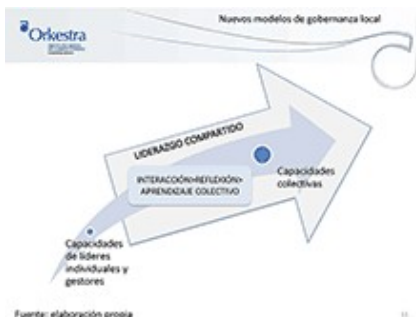 Nuevos modelos de gobernanza local
Orkestra
LIDERAZGO COMPARTIDO
INTERACCIÓN>REFLEXIÓN>
APRENDIZAJE COLECTIVO
Capacidades
colectivas
Capacidades
de líderes
individuales y
gestores
Fuente: elaboración propia